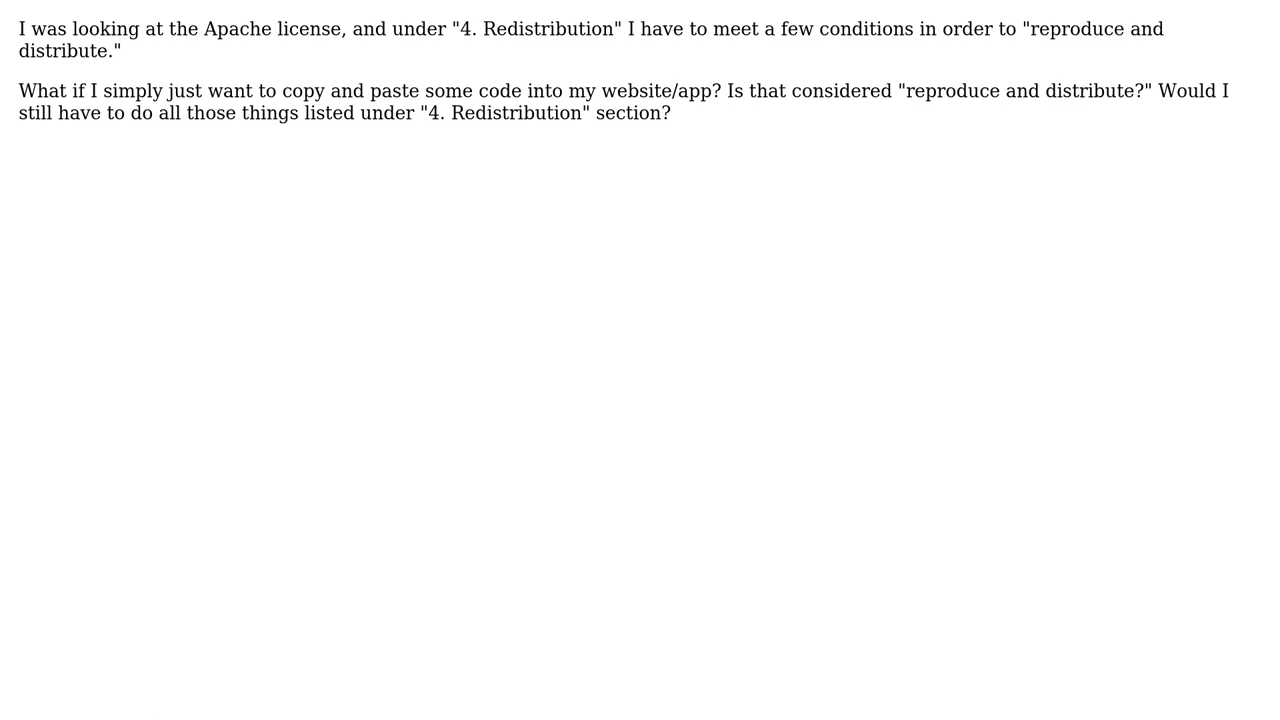 I was looking at the Apache license, and under "4. Redistribution" I have to meet a few conditions in order to "reproduce and
distribute."
What if I simply just want to copy and paste some code into my website/app? Is that considered "reproduce and distribute?" Would I
still have to do all those things listed under "4. Redistribution" section?